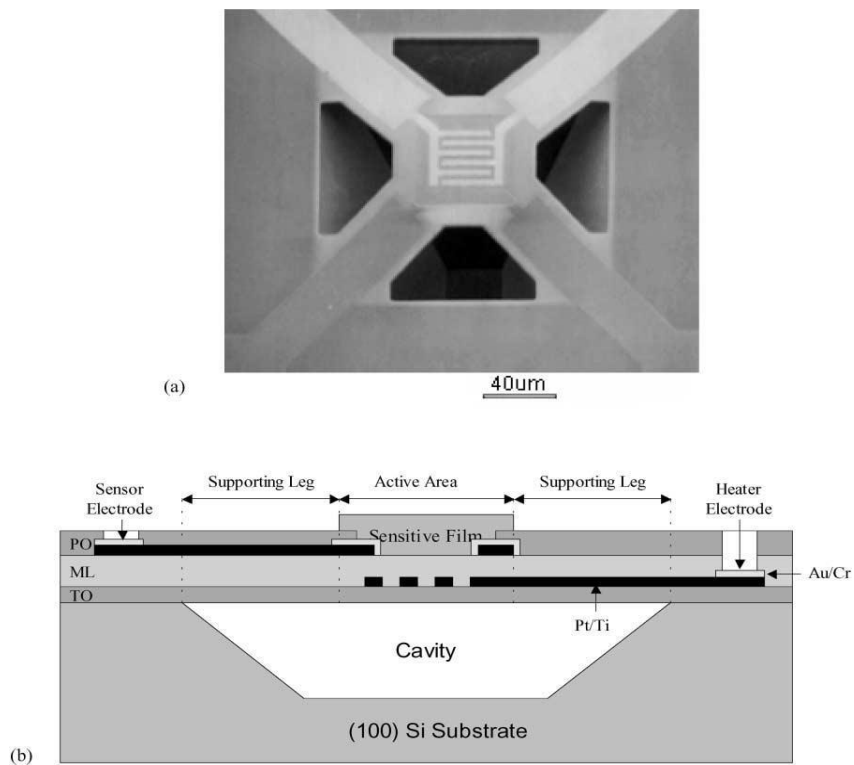 (a)
40um
Supporting Leg
Active Area
Supporting Leg
Sensor
Electrode
Heater
Electrode
Sensitive Film
PO
ML
Au/Cr
TO
Pt/Ti
Cavity
(100) Si Substrate
(b)